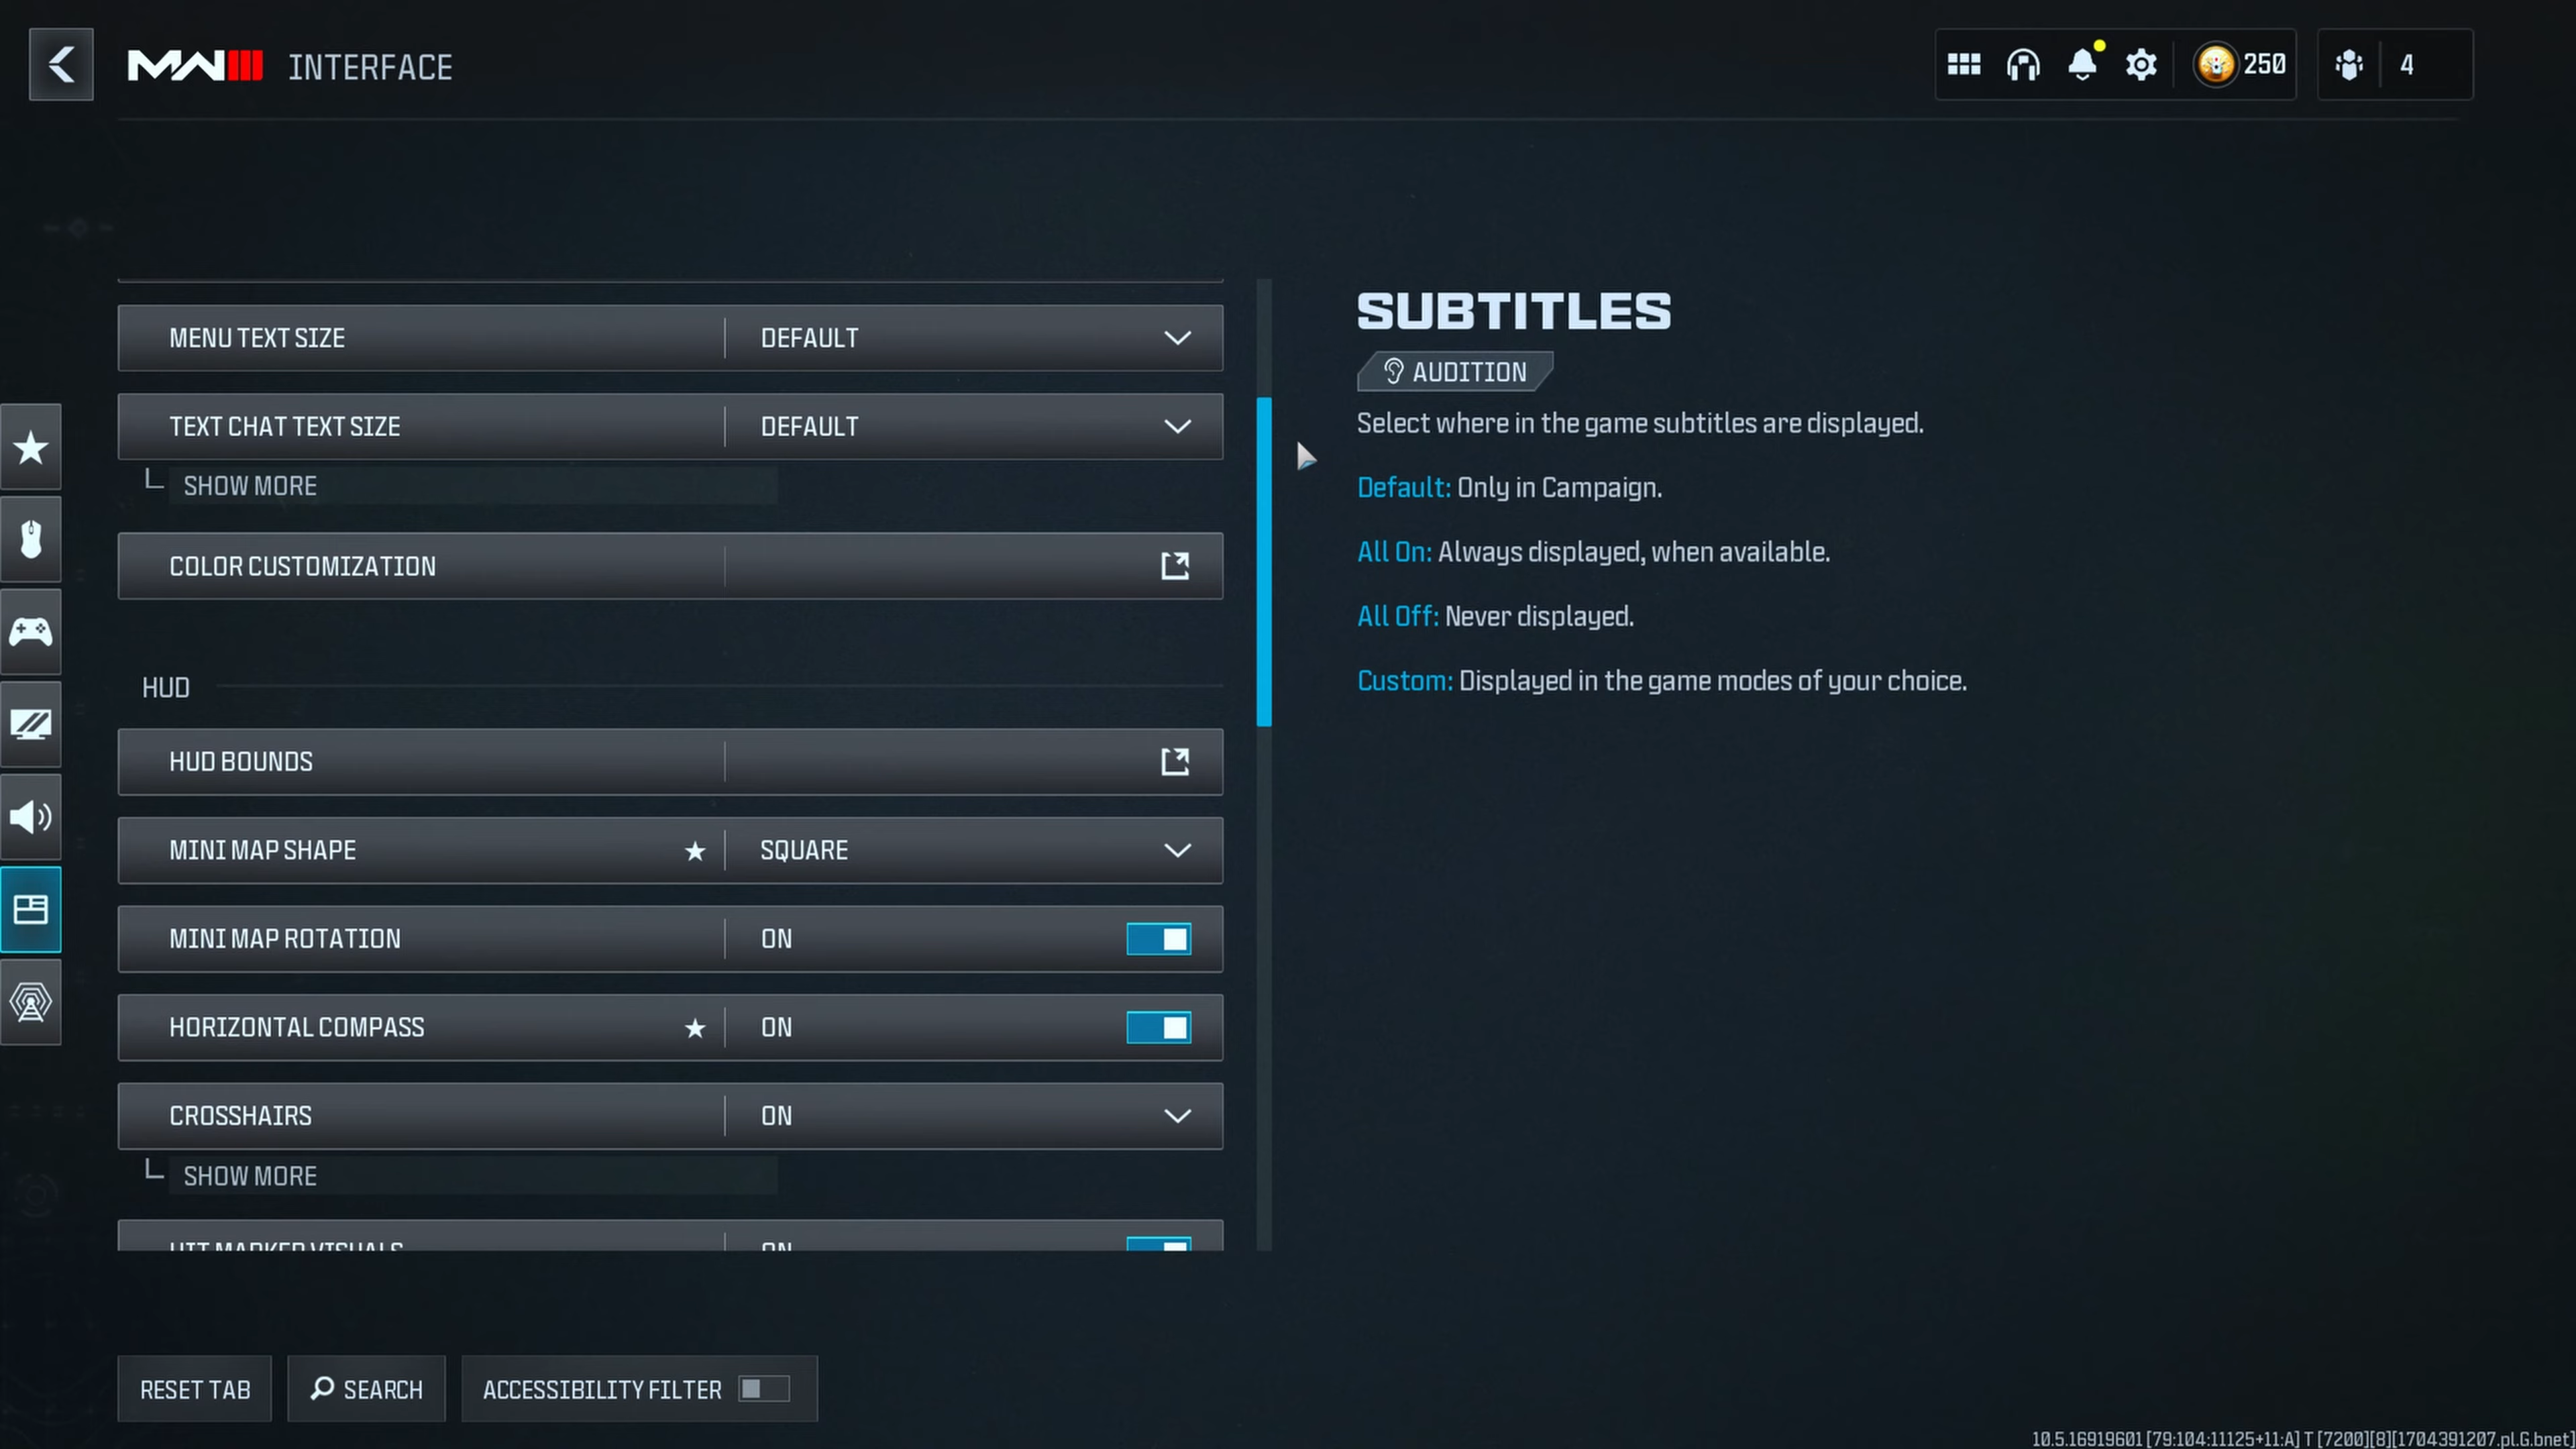 MWIII INTERFACE
250
4
MENU TEXT SIZE DEFAULT
TEXT CHAT TEXT SIZE DEFAULT
SHOW MORE
COLOR CUSTOMIZATION
HUD
HUD BOUNDS
MINI MAP SHAPE SQUARE
MINI MAP ROTATION ON
HORIZONTAL COMPASS ON
CROSSHAIRS ON
SHOW MORE
HIT MARKER VISUALS ON
SUBTITLES
AUDITION
Select where in the game subtitles are displayed.
Default: Only in Campaign.
All On: Always displayed, when available.
All Off: Never displayed.
Custom: Displayed in the game modes of your choice.
RESET TAB SEARCH ACCESSIBILITY FILTER
10.5.16919601 [79:104:11125+11:A] T [7200][8][1704391207.pl.G.bnet]